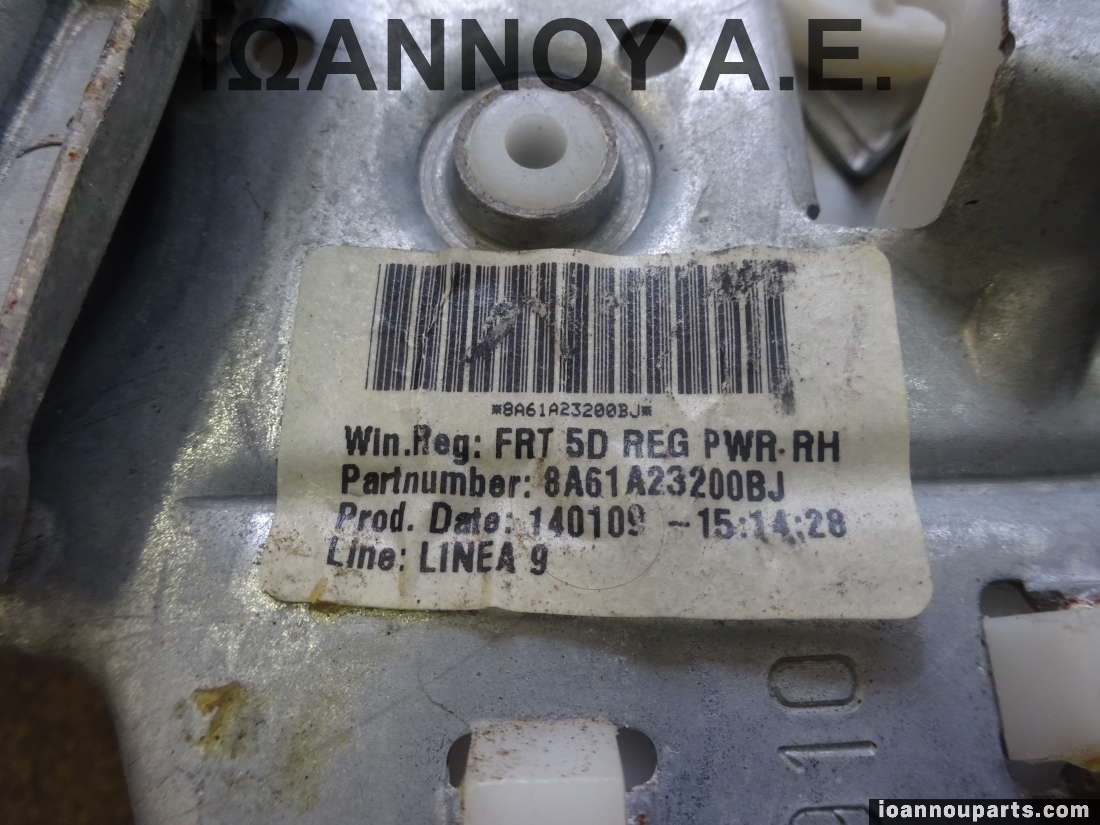 ΙΩΑΝΝΟΥ Α.Ε.
*8A61A23200BJ*
Win.Reg: FRT 5D REG PWR-RH
Partnumber: 8A61A23200BJ
Prod. Date: 140109 -15:14:28
Line: LINEA 9
10
ioannouparts.com